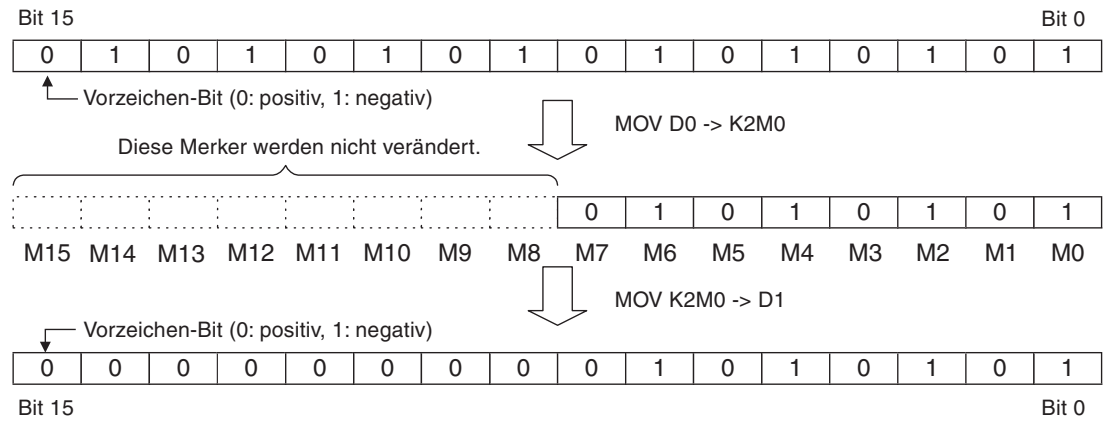 Bit 15 Bit 0
0 1 0 1 0 1 0 1 0 1 0 1 0 1 0 1
Vorzeichen-Bit (0: positiv, 1: negativ)
MOV D0 -> K2M0
Diese Merker werden nicht verändert.
0 1 0 1 0 1 0 1
M15 M14 M13 M12 M11 M10 M9 M8 M7 M6 M5 M4 M3 M2 M1 M0
MOV K2M0 -> D1
Vorzeichen-Bit (0: positiv, 1: negativ)
0 0 0 0 0 0 0 0 0 1 0 1 0 1 0 1
Bit 15 Bit 0